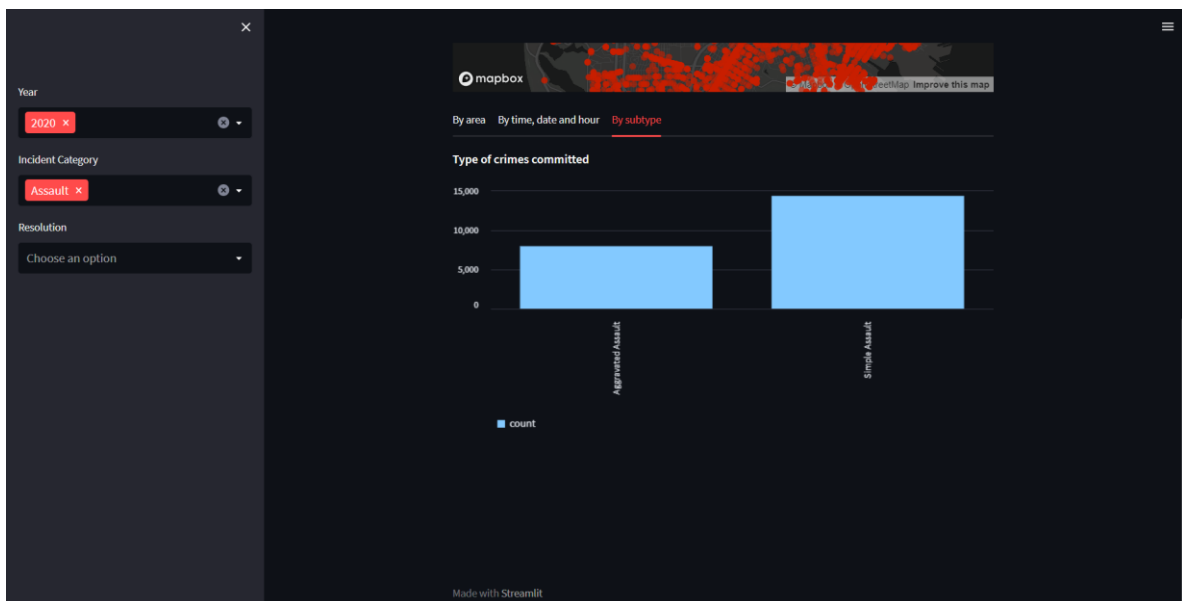 Year
2020 ×
Incident Category
Assault ×
Resolution
Choose an option
mapbox
eetMap Improve this map
By area By time, date and hour By subtype
Type of crimes committed
15,000
10,000
5,000
0
Aggravated Assault
Simple Assault
count
Made with Streamlit